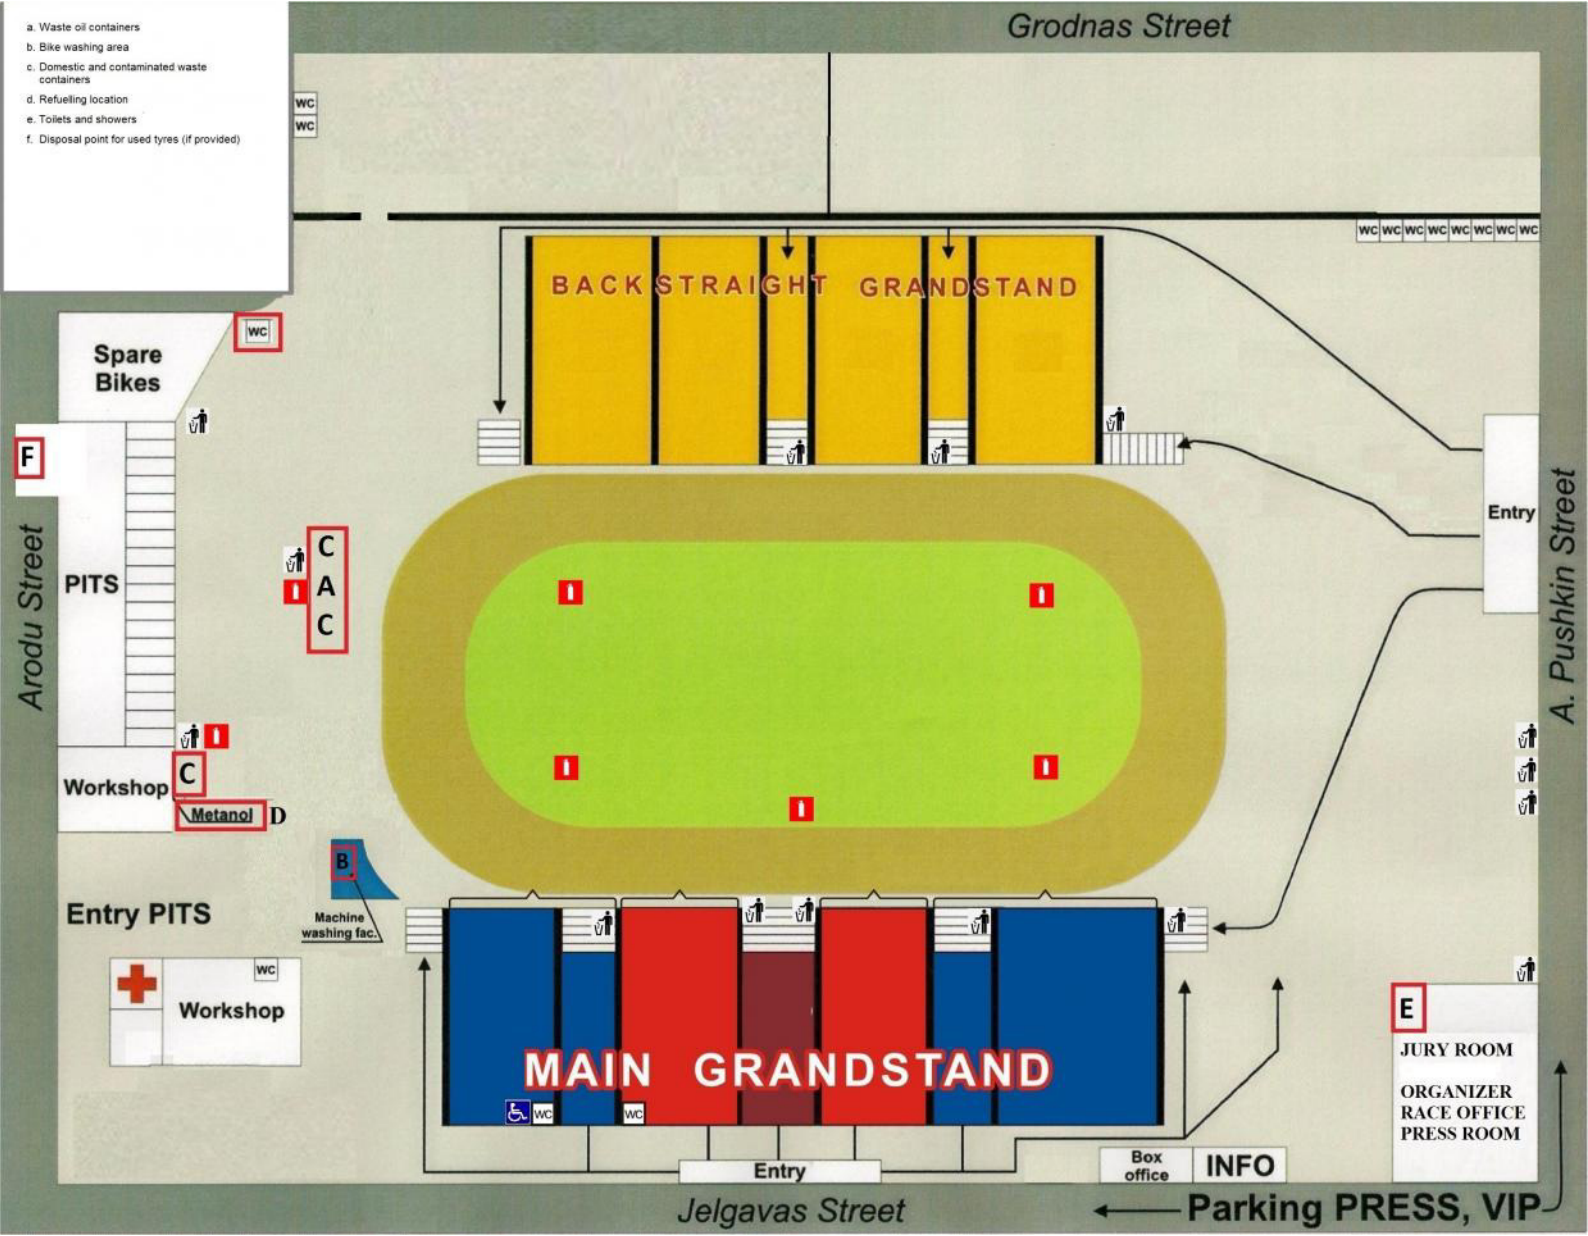 a. Waste oil containers
b. Bike washing area
c. Domestic and contaminated waste
containers
d. Refuelling location
e. Toilets and showers
f. Disposal point for used tyres (if provided)
Grodnas Street
WC
WC
WC WC WC WC WC WC WC WC
BACK STRAIGHT GRANDSTAND
WC
Spare
Bikes
F
Entry
A. Pushkin Street
Arodu Street
PITS
C
A
C
C
Workshop
Metanol D
B
Entry PITS
Machine
washing fac.
WC
Workshop
E
JURY ROOM
ORGANIZER
RACE OFFICE
PRESS ROOM
MAIN GRANDSTAND
WC
WC
Entry
Box
office
INFO
Jelgavas Street
Parking PRESS, VIP